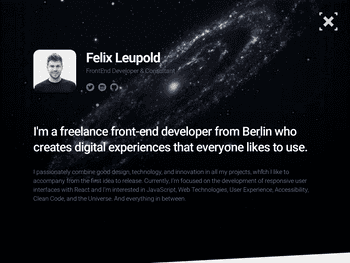 Felix Leupold
FrontEnd Developer & Consultant
I'm a freelance front-end developer from Berlin who
creates digital experiences that everyone likes to use.
I passionately combine good design, technology, and innovation in all my projects, which I like to
accompany from the first idea to release. Currently, I'm focused on the development of responsive user
interfaces with React and I'm interested in JavaScript, Web Technologies, User Experience, Accessibility,
Clean Code, and the Universe. And everything in between.